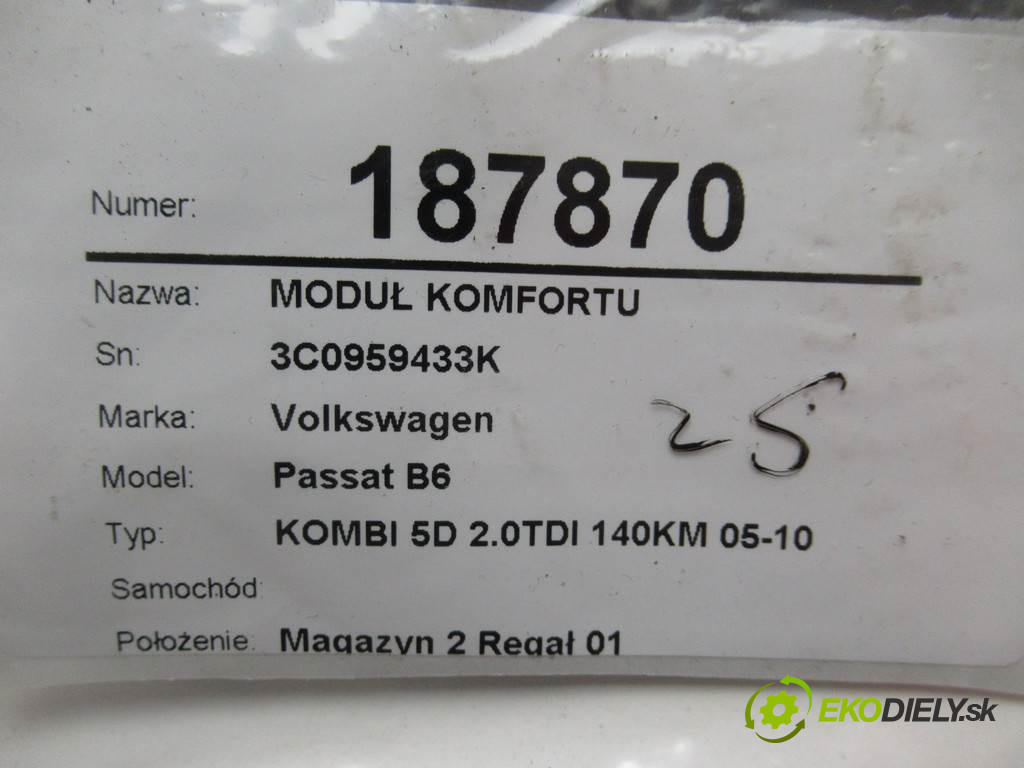 Numer: 187870
Nazwa: MODUŁ KOMFORTU
Sn: 3C0959433K
Marka: Volkswagen
25
Model: Passat B6
Typ: KOMBI 5D 2.0TDI 140KM 05-10
Samochód:
Położenie: Magazyn 2 Regał 01
EKODIELY.sk